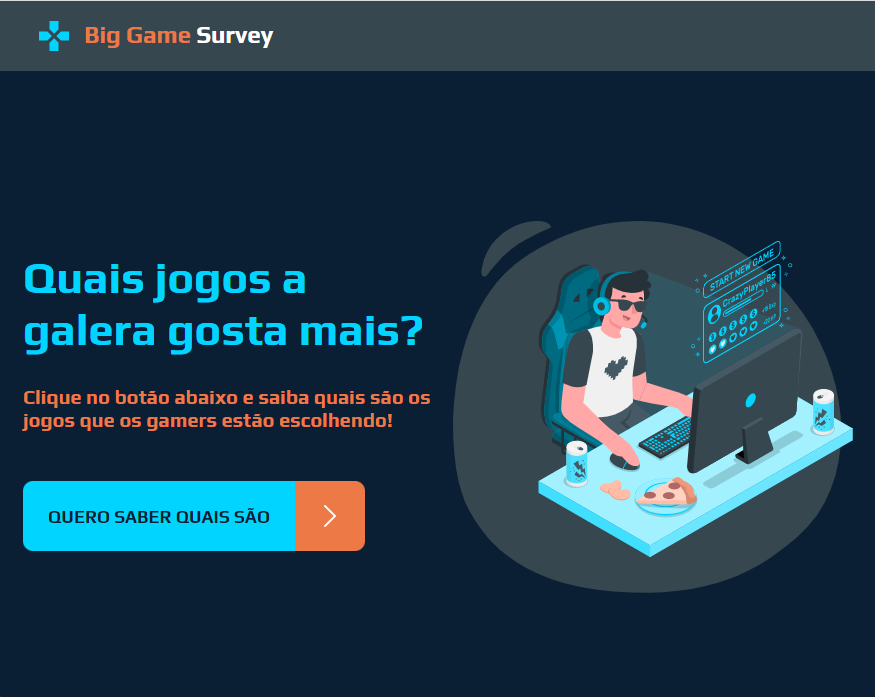 Big Game Survey
Quais jogos a
galera gosta mais?
Clique no botão abaixo e saiba quais são os
jogos que os gamers estão escolhendo!
QUERO SABER QUAIS SÃO
START NEW GAME
CrazyPlayer85